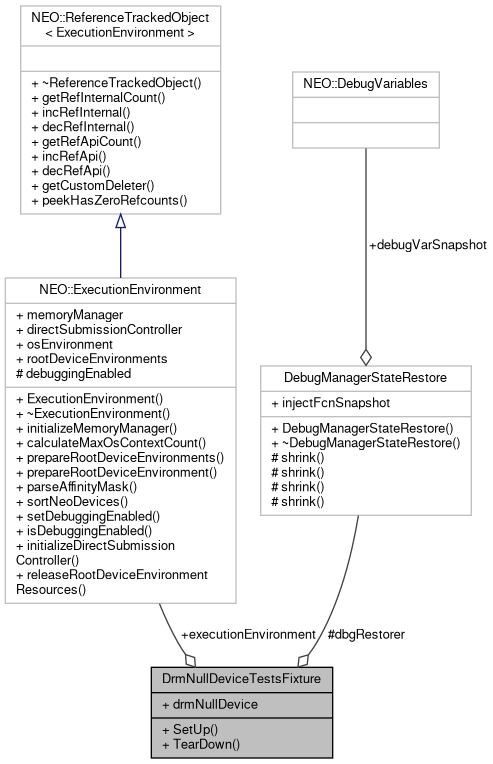 NEO::ReferenceTrackedObject
< ExecutionEnvironment >
+ ~ReferenceTrackedObject()
+ getRefInternalCount()
+ incRefInternal()
+ decRefInternal()
+ getRefApiCount()
+ incRefApi()
+ decRefApi()
+ getCustomDeleter()
+ peekHasZeroRefcounts()
NEO::DebugVariables
+debugVarSnapshot
NEO::ExecutionEnvironment
+ memoryManager
+ directSubmissionController
+ osEnvironment
+ rootDeviceEnvironments
# debuggingEnabled
+ ExecutionEnvironment()
+ ~ExecutionEnvironment()
+ initializeMemoryManager()
+ calculateMaxOsContextCount()
+ prepareRootDeviceEnvironments()
+ prepareRootDeviceEnvironment()
+ parseAffinityMask()
+ sortNeoDevices()
+ setDebuggingEnabled()
+ isDebuggingEnabled()
+ initializeDirectSubmission
Controller()
+ releaseRootDeviceEnvironment
Resources()
DebugManagerStateRestore
+ injectFcnSnapshot
+ DebugManagerStateRestore()
+ ~DebugManagerStateRestore()
# shrink()
# shrink()
# shrink()
# shrink()
+executionEnvironment
#dbgRestorer
DrmNullDeviceTestsFixture
+ drmNullDevice
+ SetUp()
+ TearDown()